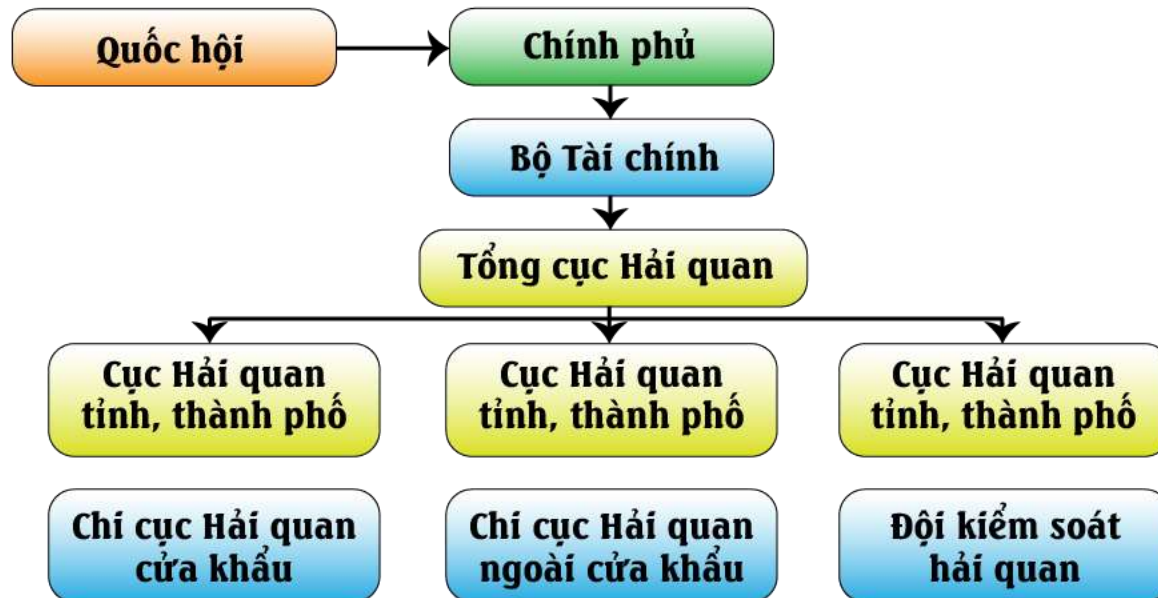 Quốc hội
Chính phủ
Bộ Tài chính
Tổng cục Hải quan
Cục Hải quan
tỉnh, thành phố
Cục Hải quan
tỉnh, thành phố
Cục Hải quan
tỉnh, thành phố
Chi cục Hải quan
cửa khẩu
Chi cục Hải quan
ngoài cửa khẩu
Đội kiểm soát
hải quan